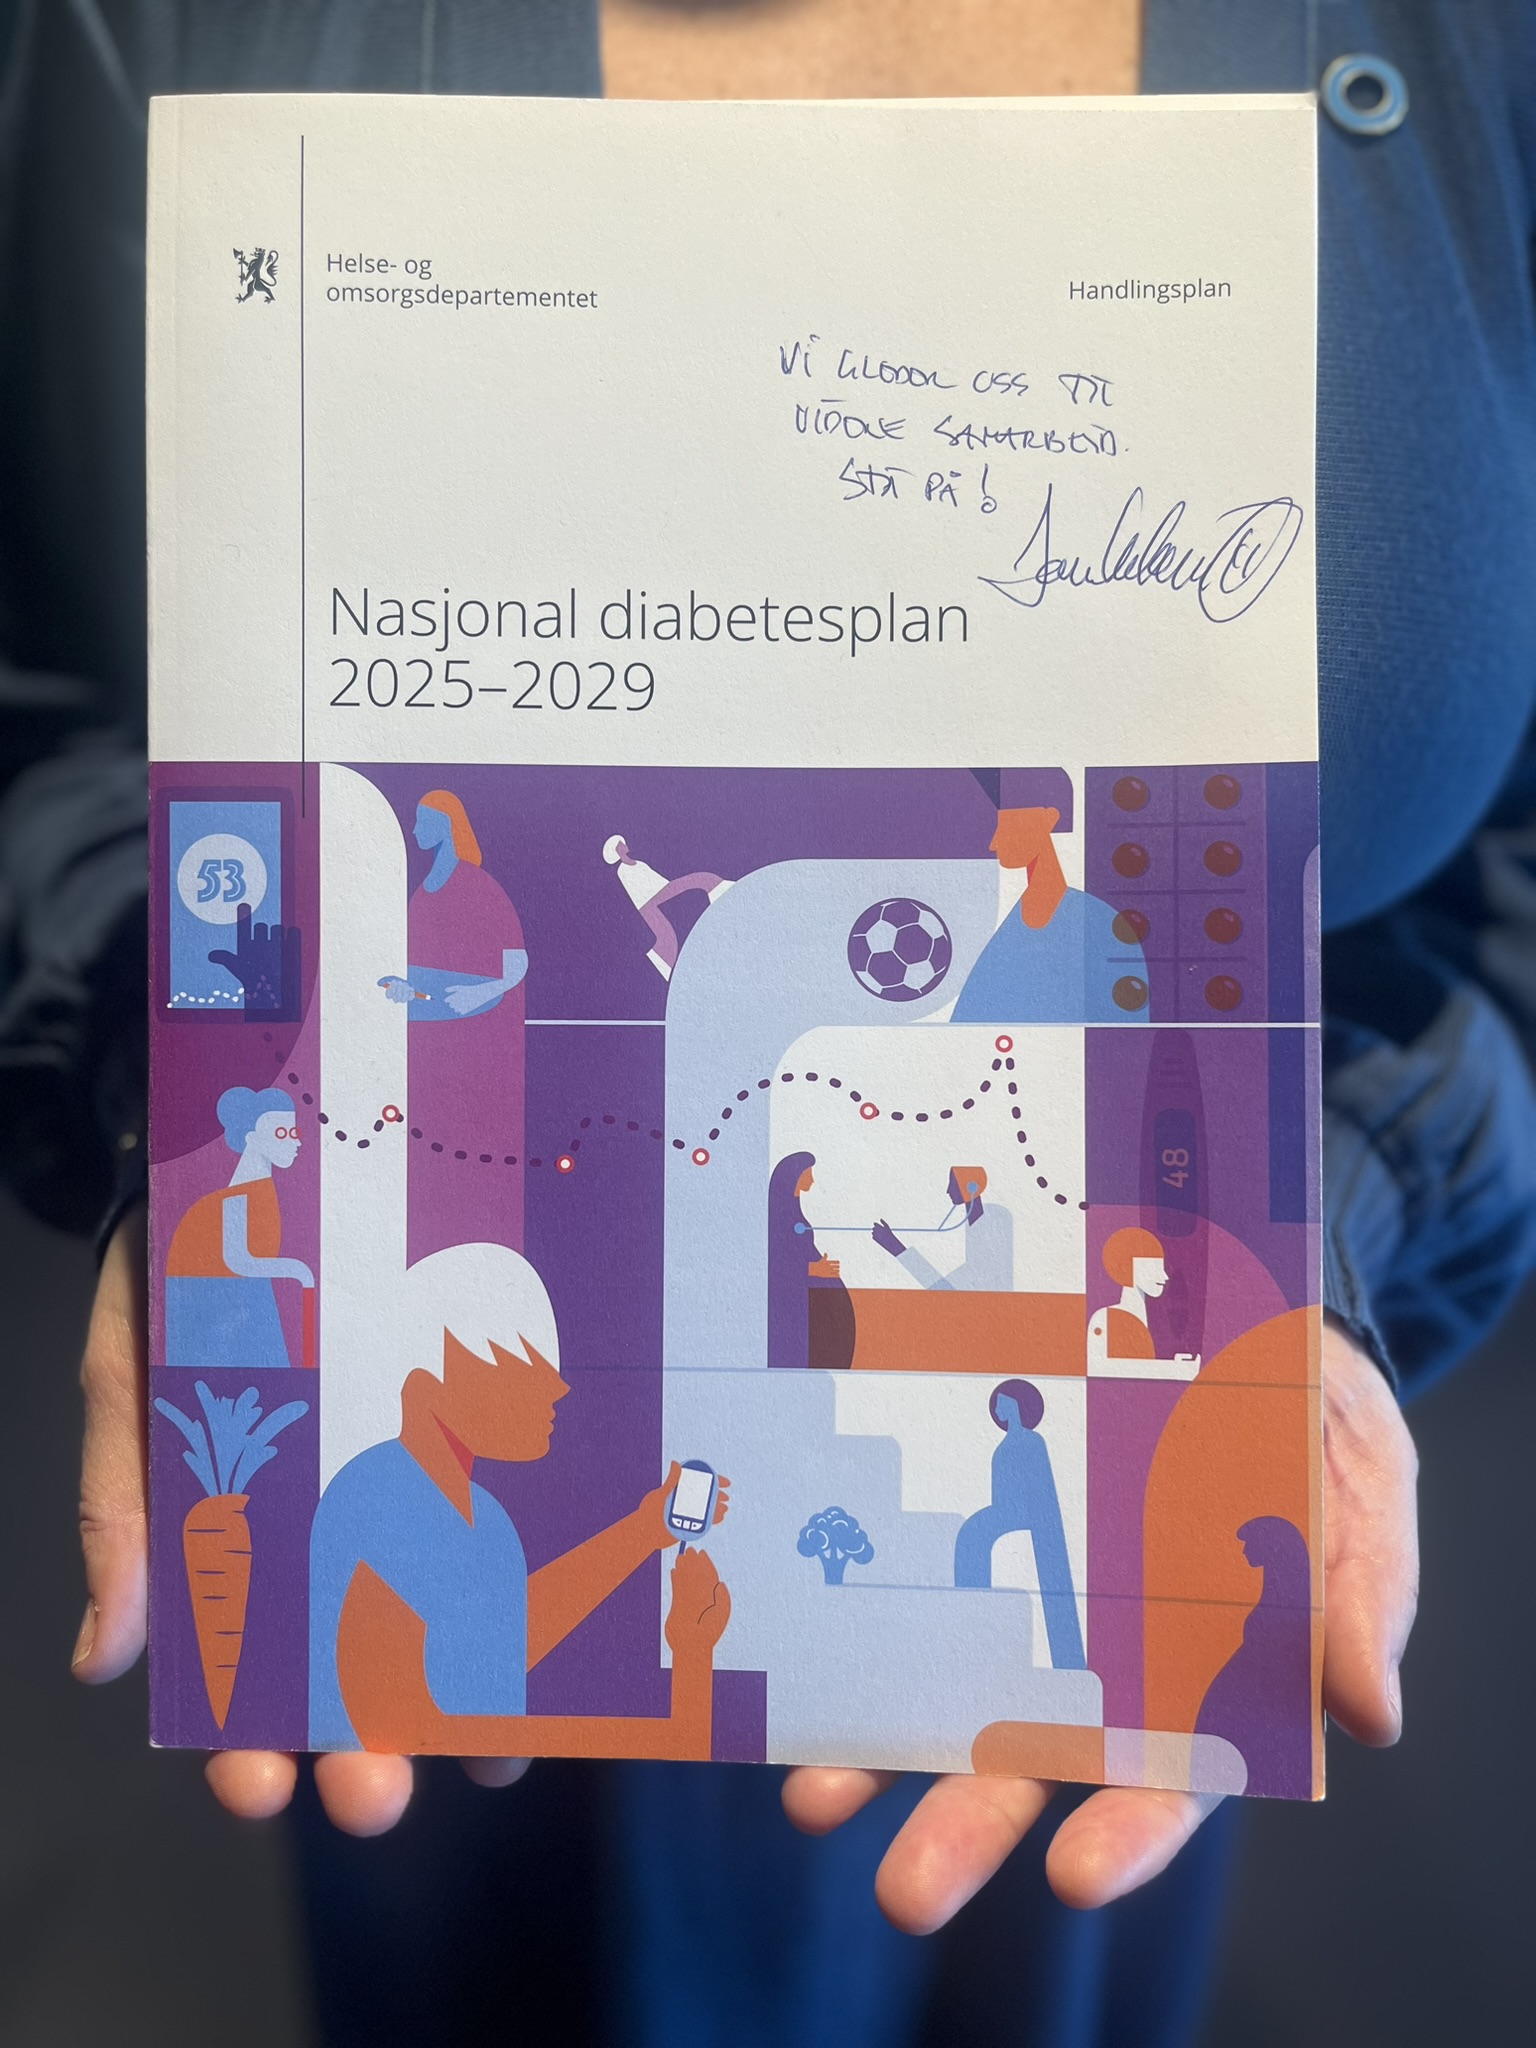 Helse- og
omsorgsdepartementet
Handlingsplan
VI GLEDER OSS TIL
VIDERE SAMARBEID.
STÅ PÅ!
Nasjonal diabetesplan
2025–2029
53
48